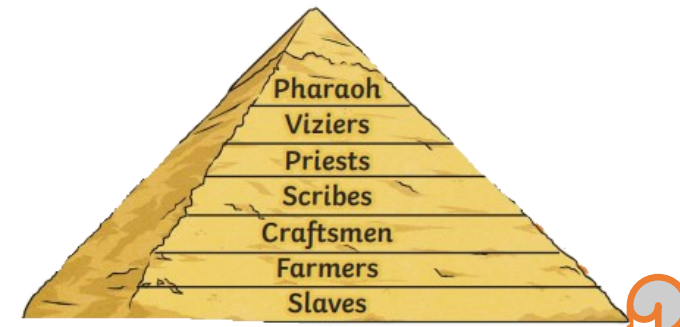 Pharaoh
Viziers
Priests
Scribes
Craftsmen
Farmers
Slaves